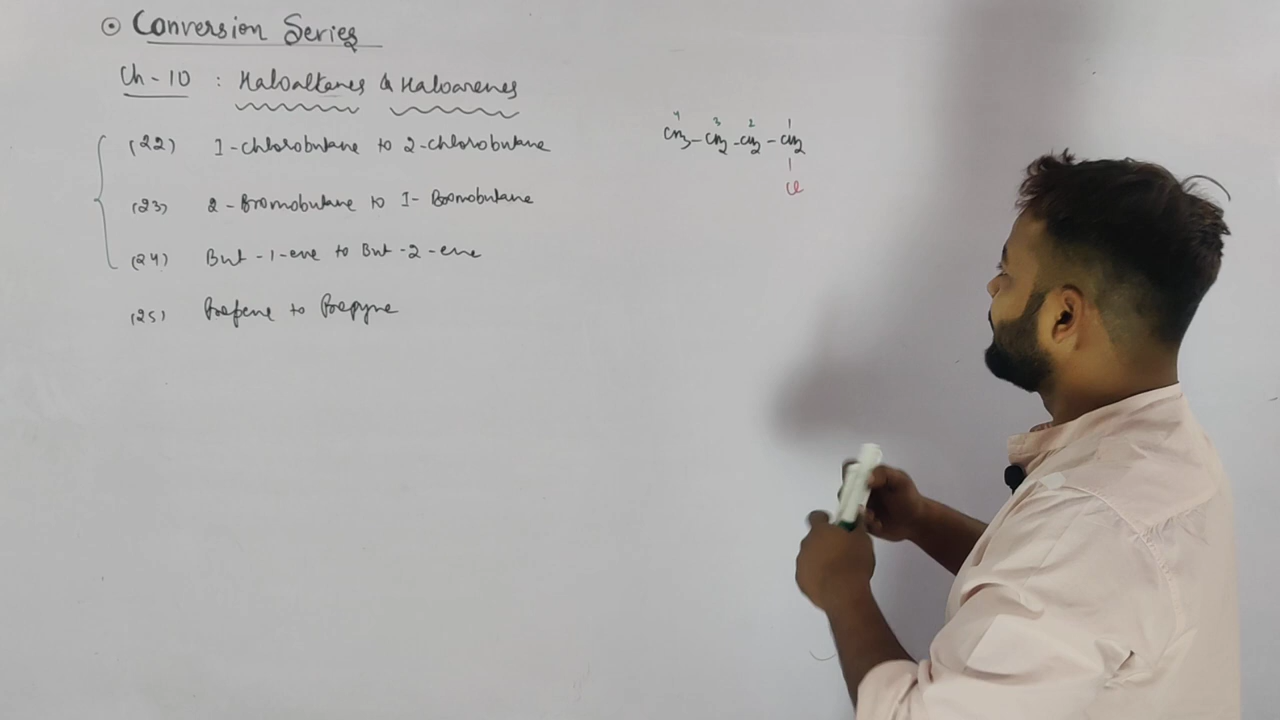 ⊙ Conversion Series
Ch-10 : Haloalkanes & Haloarenes
(22) 1-chlorobutane to 2-chlorobutane
(23) 2-Bromobutane to 1-Bromobutane
(24) But-1-ene to But-2-ene
(25) Propene to Propyne
4 3 2 1
CH3-CH2-CH2-CH2
Cl